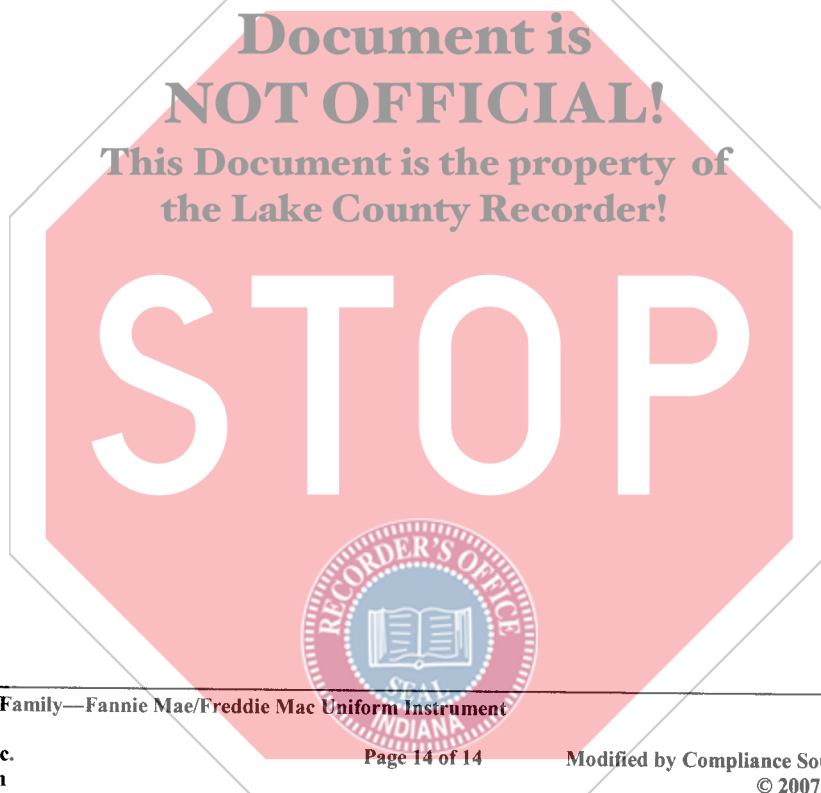 Document is
NOT OFFICIAL!
This Document is the property of
the Lake County Recorder!
STOP
RECORDER'S OFFICE
SEAL
INDIANA
Family—Fannie Mae/Freddie Mac Uniform Instrument
c.
Page 14 of 14
Modified by Compliance Sou
© 2007